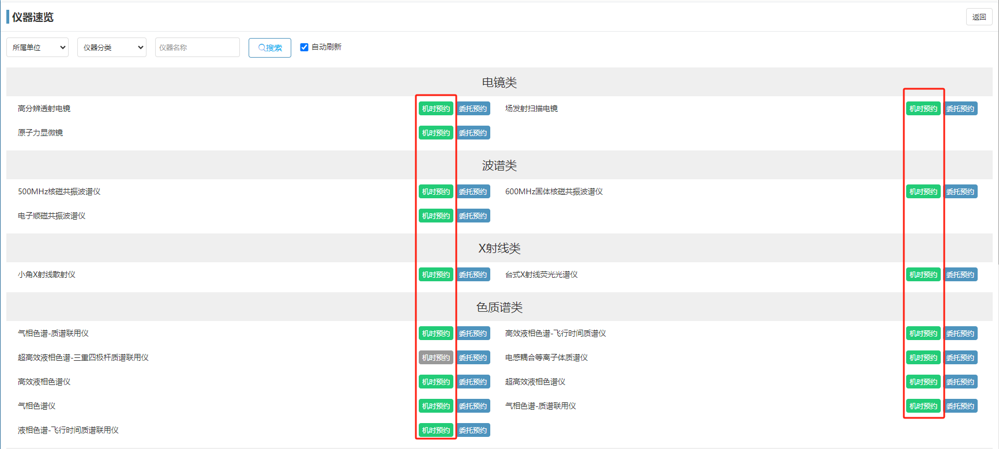 仪器速览
返回
所属单位 仪器分类 仪器名称 搜索 自动刷新
电镜类
高分辨透射电镜 机时预约 委托预约 场发射扫描电镜 机时预约 委托预约
原子力显微镜 机时预约 委托预约
波谱类
500MHz核磁共振波谱仪 机时预约 委托预约 600MHz固体核磁共振波谱仪 机时预约 委托预约
电子顺磁共振波谱仪 机时预约 委托预约
X射线类
小角X射线散射仪 机时预约 委托预约 台式X射线荧光光谱仪 机时预约 委托预约
色质谱类
气相色谱-质谱联用仪 机时预约 委托预约 高效液相色谱-飞行时间质谱仪 机时预约 委托预约
超高效液相色谱-三重四极杆质谱联用仪 机时预约 委托预约 电感耦合等离子体质谱仪 机时预约 委托预约
高效液相色谱仪 机时预约 委托预约 超高效液相色谱仪 机时预约 委托预约
气相色谱仪 机时预约 委托预约 气相色谱-质谱联用仪 机时预约 委托预约
液相色谱-飞行时间质谱联用仪 机时预约 委托预约